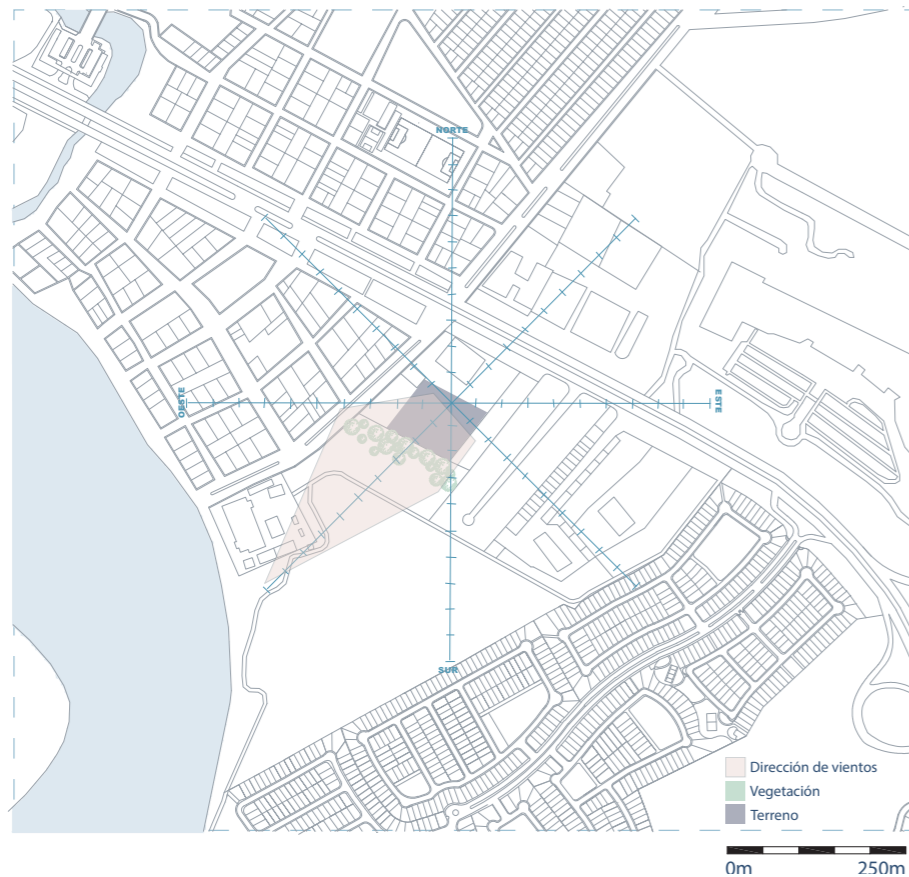 NORTE
OESTE
ESTE
SUR
Dirección de vientos
Vegetación
Terreno
0m 250m